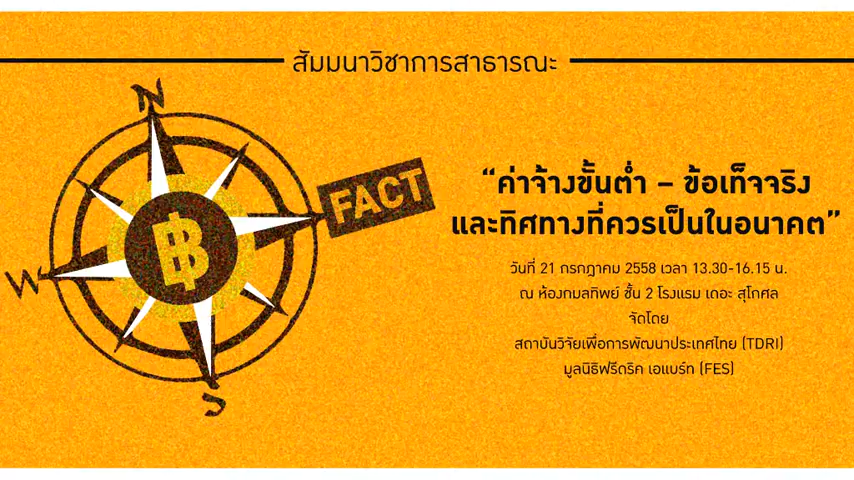 สัมมนาวิชาการสาธารณะ
N
FACT
฿
W
S
“ค่าจ้างขั้นต่ำ – ข้อเท็จจริง
และทิศทางที่ควรเป็นในอนาคต”
วันที่ 21 กรกฎาคม 2558 เวลา 13.30-16.15 น.
ณ ห้องกมลทิพย์ ชั้น 2 โรงแรม เดอะ สุโกศล
จัดโดย
สถาบันวิจัยเพื่อการพัฒนาประเทศไทย (TDRI)
มูลนิธิฟรีดริค เอแบร์ท (FES)